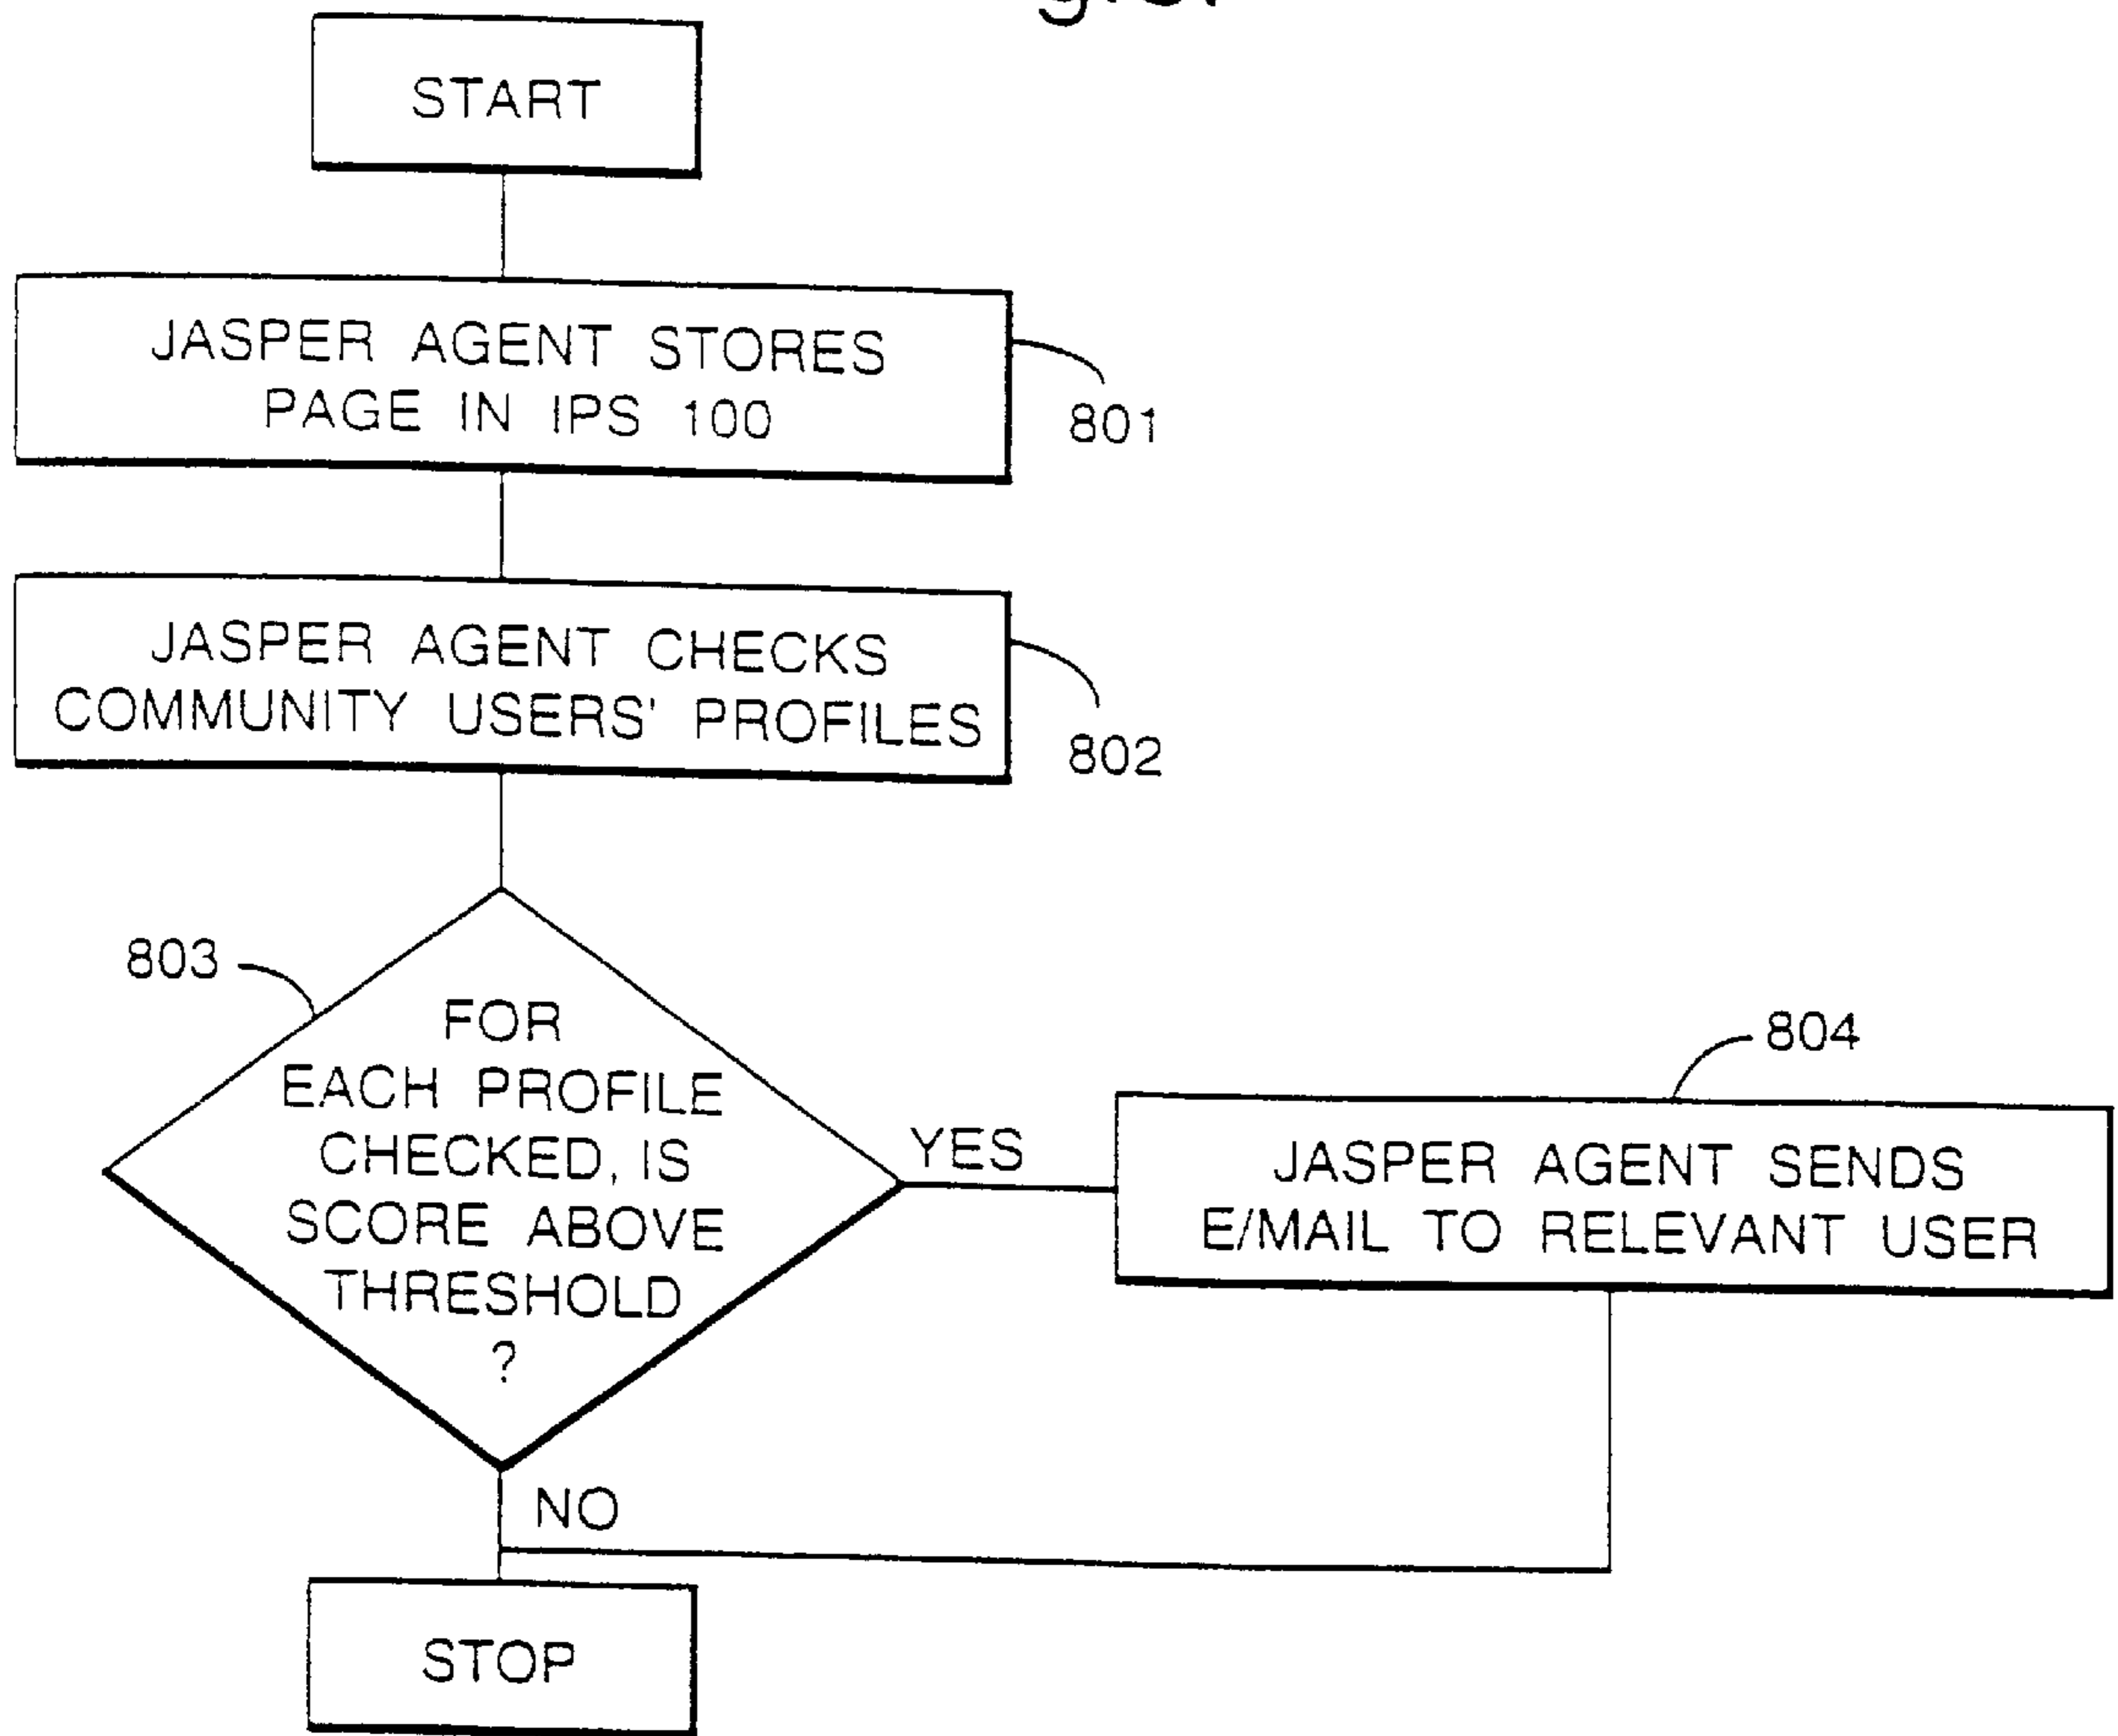 START
JASPER AGENT STORES
PAGE IN IPS 100
801
JASPER AGENT CHECKS
COMMUNITY USERS' PROFILES
802
803
FOR
EACH PROFILE
CHECKED, IS
SCORE ABOVE
THRESHOLD
?
YES
804
JASPER AGENT SENDS
E/MAIL TO RELEVANT USER
NO
STOP